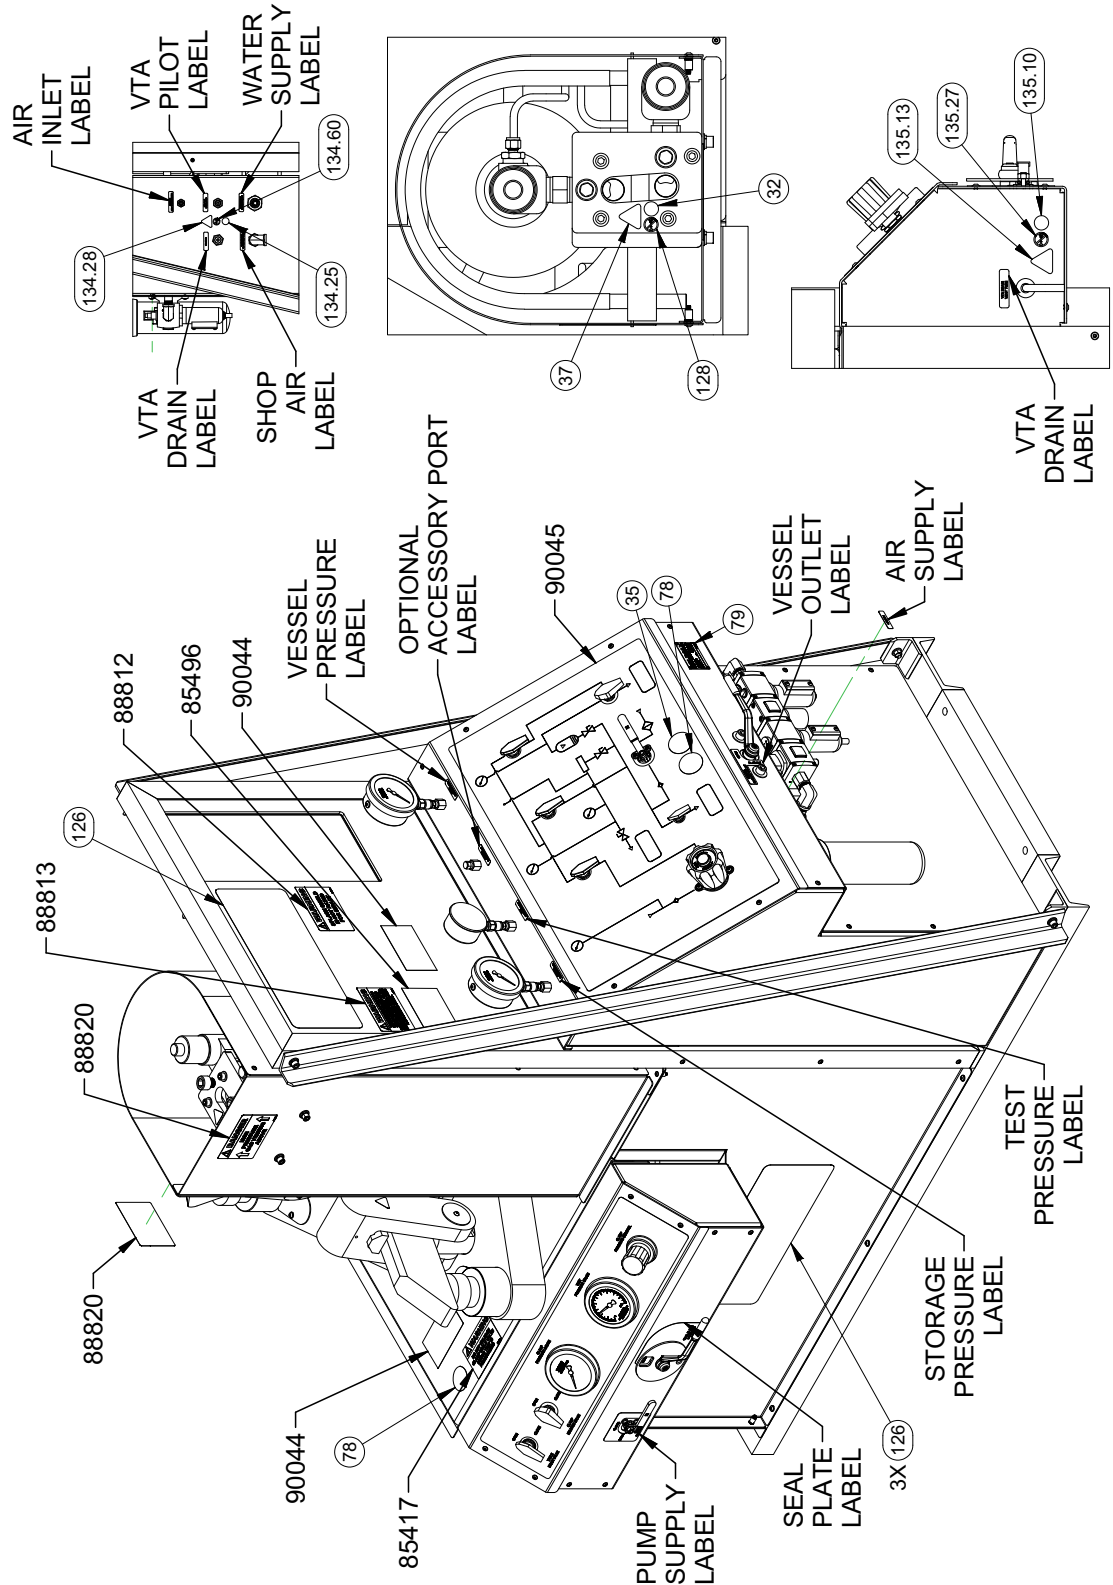 88820
88820
88813
126
88812
85496
90044
VESSEL
PRESSURE
LABEL
OPTIONAL
ACCESSORY PORT
LABEL
90045
35
78
79
VESSEL
OUTLET
LABEL
AIR
SUPPLY
LABEL
90044
78
85417
PUMP
SUPPLY
LABEL
SEAL
PLATE
LABEL
3X 126
STORAGE
PRESSURE
LABEL
TEST
PRESSURE
LABEL
134.28
AIR
INLET
LABEL
VTA
PILOT
LABEL
WATER
SUPPLY
LABEL
134.60
134.25
VTA
DRAIN
LABEL
SHOP
AIR
LABEL
37
128
32
135.13
135.27
135.10
VTA
DRAIN
LABEL